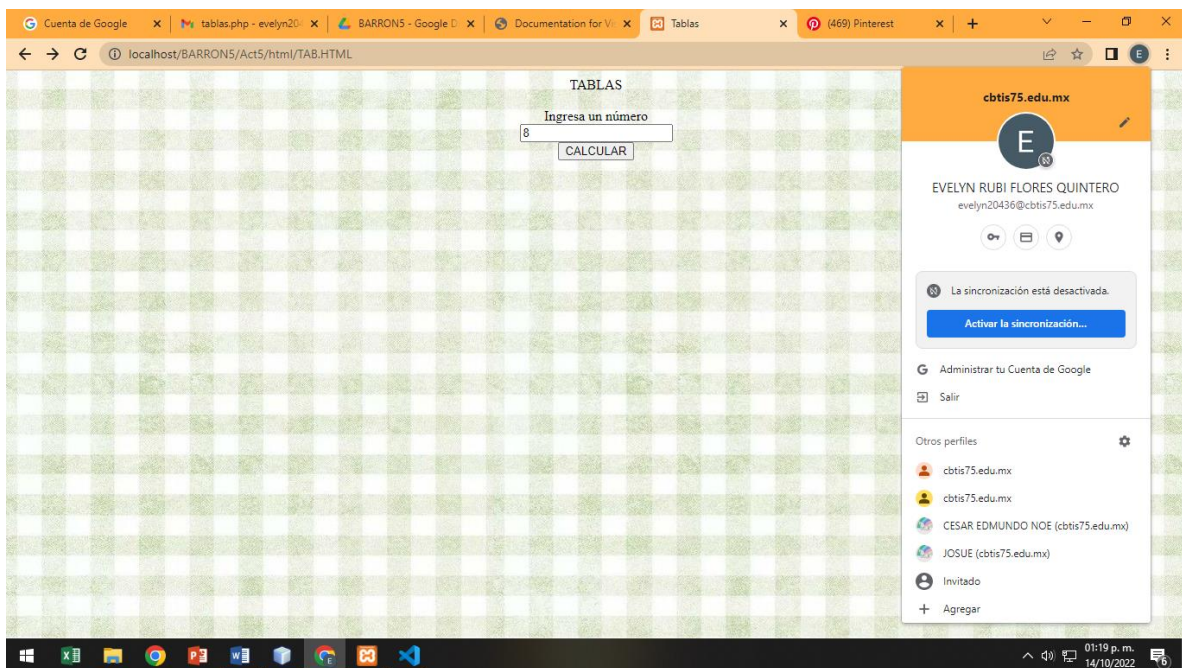 Cuenta de Google
tablas.php - evelyn20
BARRON5 - Google D
Documentation for Vi
Tablas
(469) Pinterest
localhost/BARRON5/Act5/html/TAB.HTML
E
TABLAS
Ingresa un número
8
CALCULAR
cbtis75.edu.mx
E
EVELYN RUBI FLORES QUINTERO
evelyn20436@cbtis75.edu.mx
La sincronización está desactivada.
Activar la sincronización...
G Administrar tu Cuenta de Google
Salir
Otros perfiles
cbtis75.edu.mx
cbtis75.edu.mx
CESAR EDMUNDO NOE (cbtis75.edu.mx)
JOSUE (cbtis75.edu.mx)
Invitado
Agregar
01:19 p. m.
14/10/2022
6